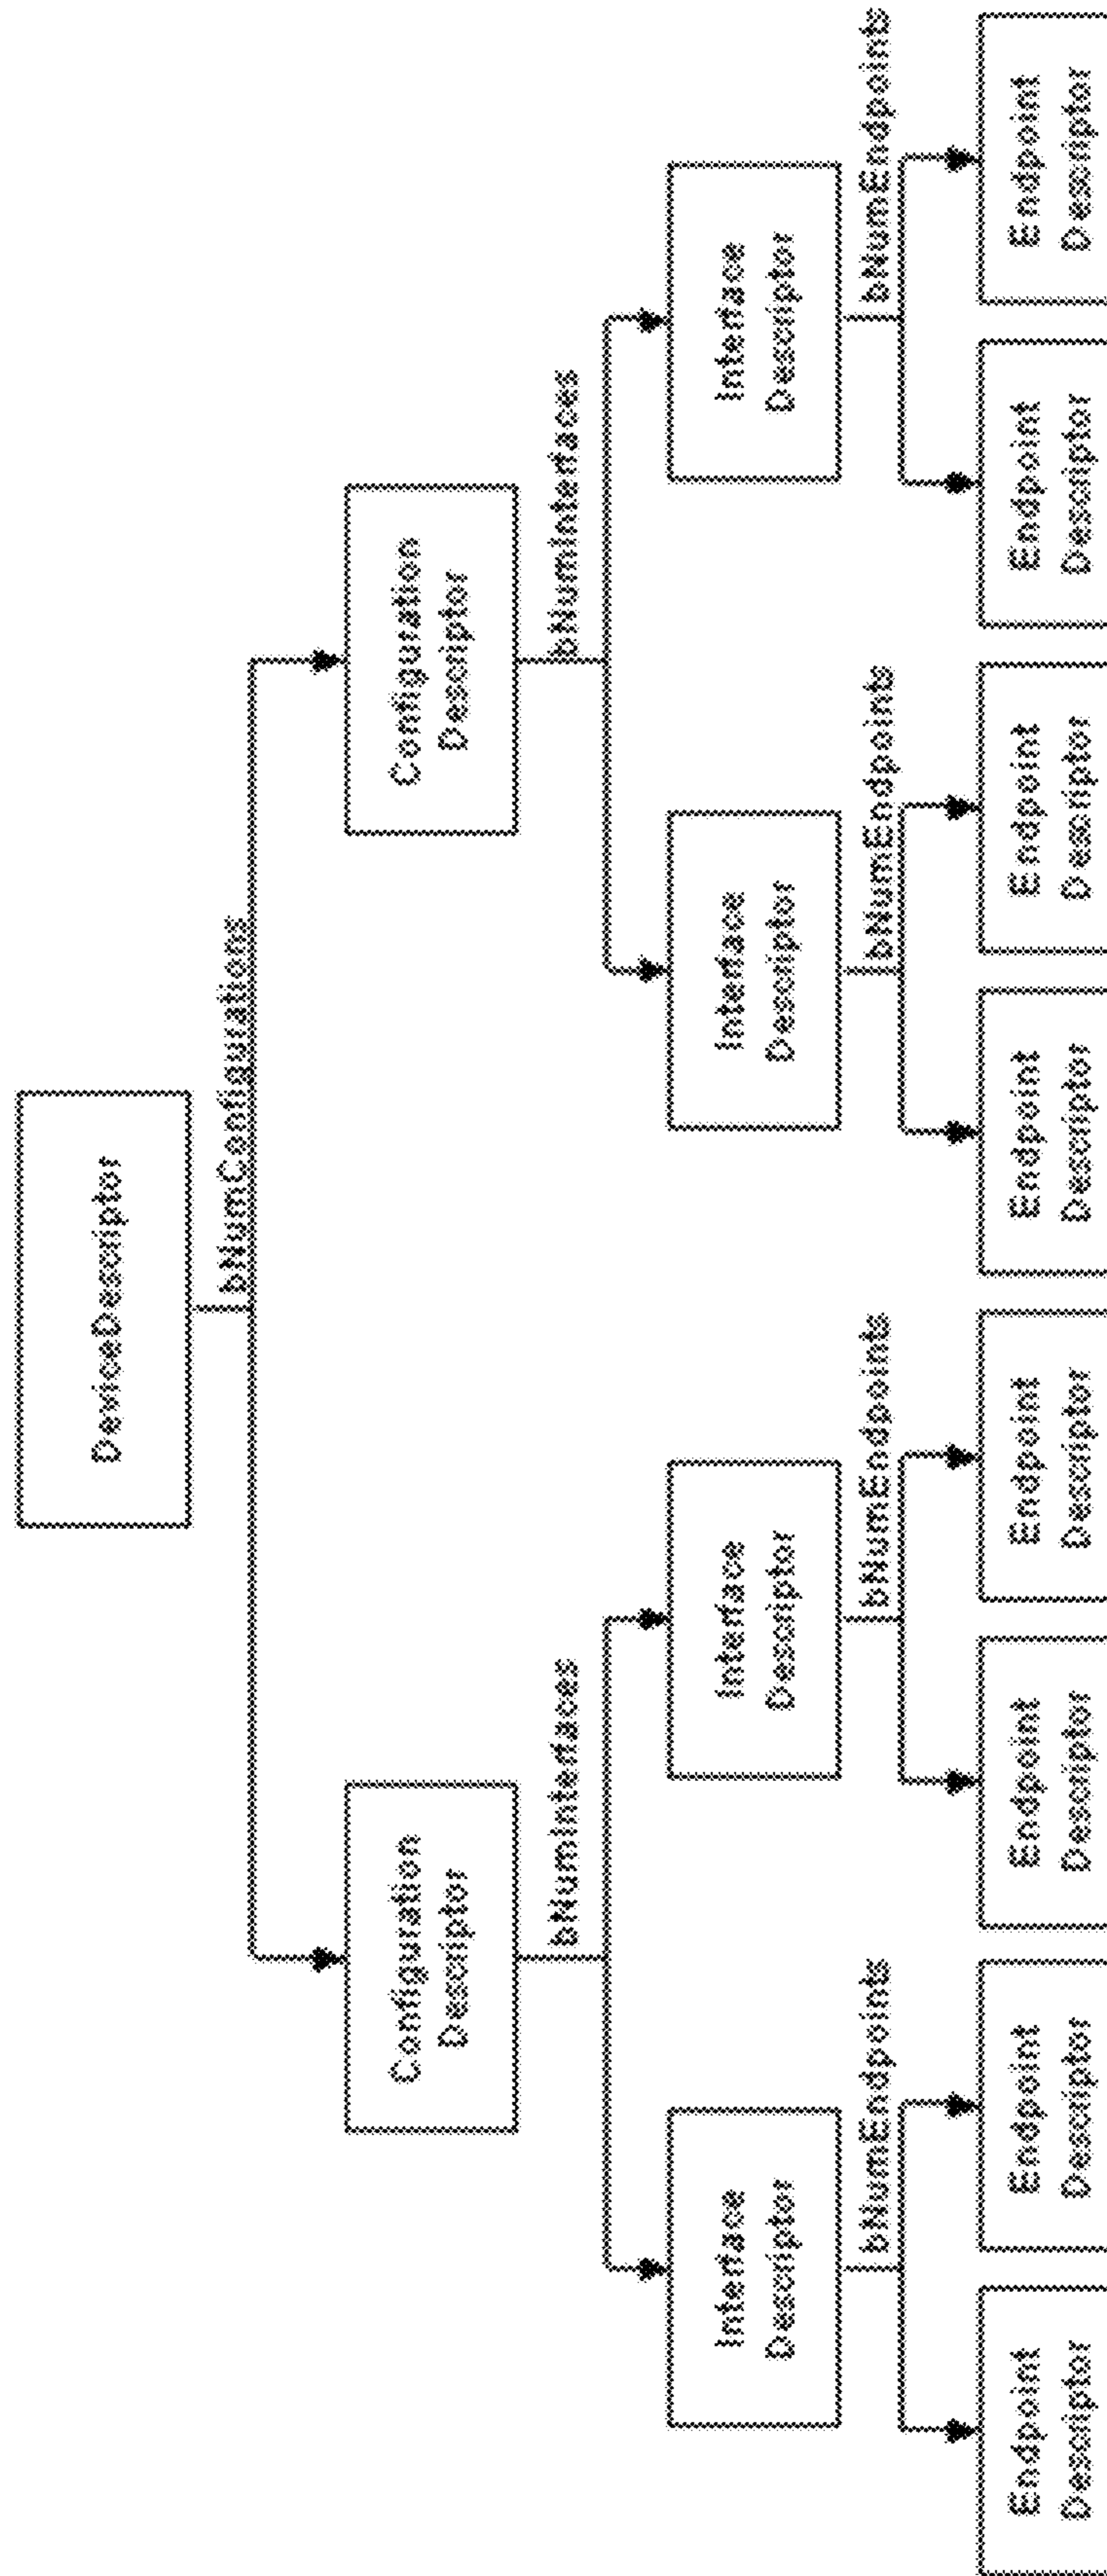 DeviceDescriptor
bNumConfigurations
Configuration
Descriptor
Configuration
Descriptor
bNuminterfaces
bNuminterfaces
Interface
Descriptor
Interface
Descriptor
Interface
Descriptor
Interface
Descriptor
bNumEndpoints
bNumEndpoints
bNumEndpoints
bNumEndpoints
Endpoint
Descriptor
Endpoint
Descriptor
Endpoint
Descriptor
Endpoint
Descriptor
Endpoint
Descriptor
Endpoint
Descriptor
Endpoint
Descriptor
Endpoint
Descriptor